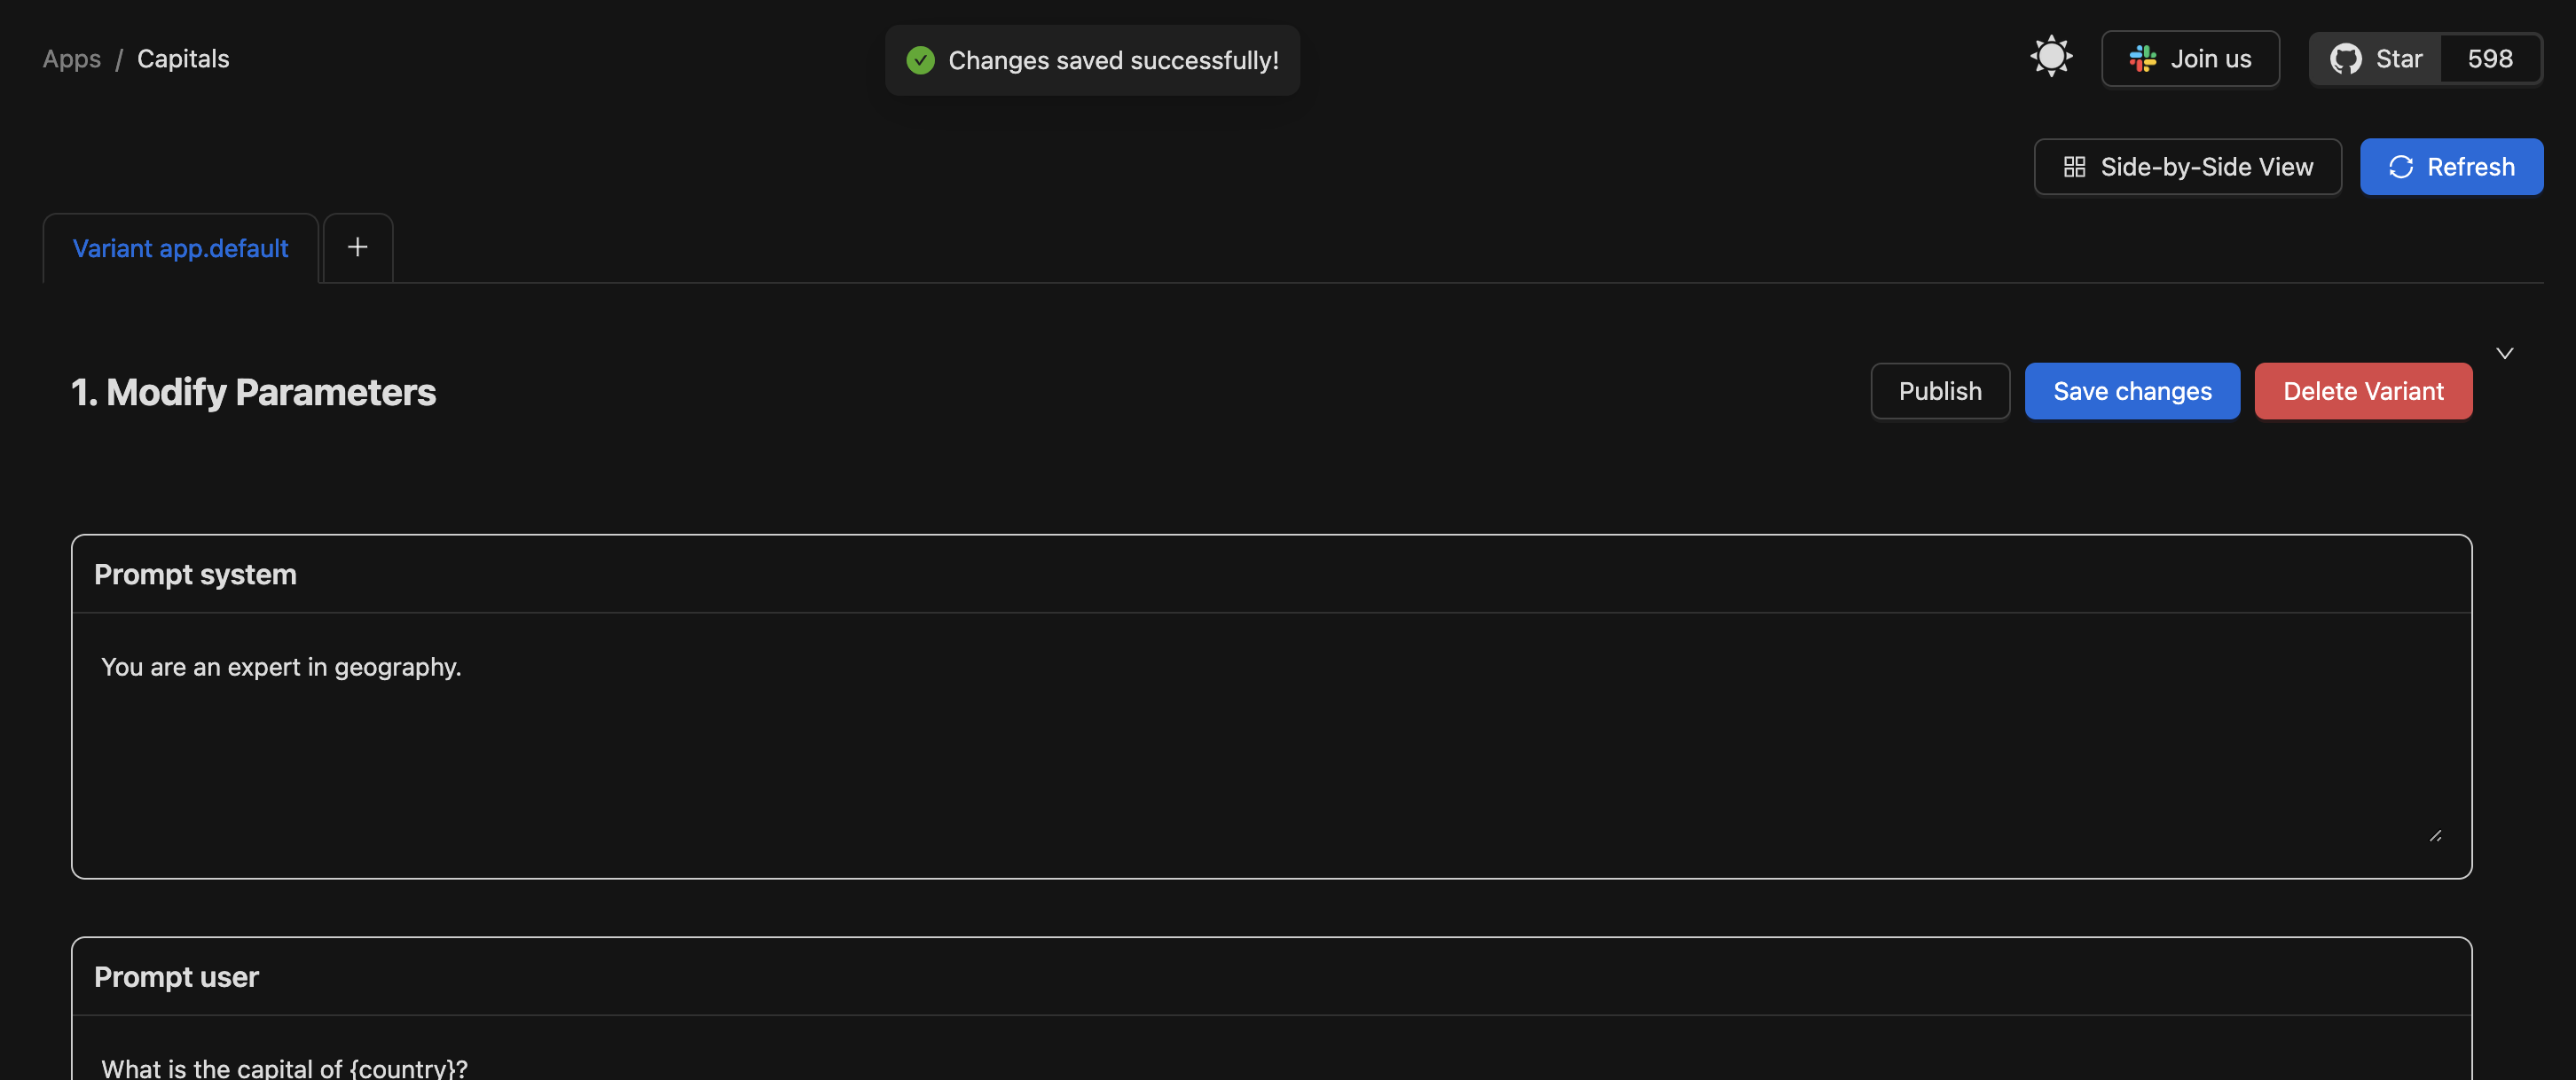 Apps / Capitals
Changes saved successfully!
Join us
Star 598
Side-by-Side View
Refresh
Variant app.default
+
1. Modify Parameters
Publish
Save changes
Delete Variant
Prompt system
You are an expert in geography.
Prompt user
What is the capital of {country}?